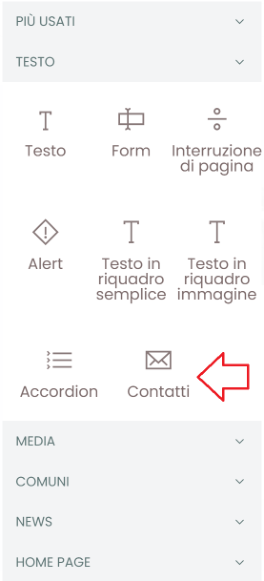 PIÙ USATI
TESTO
Testo
Form
Interruzione
di pagina
Alert
Testo in
riquadro
semplice
Testo in
riquadro
immagine
Accordion
Contatti
MEDIA
COMUNI
NEWS
HOME PAGE